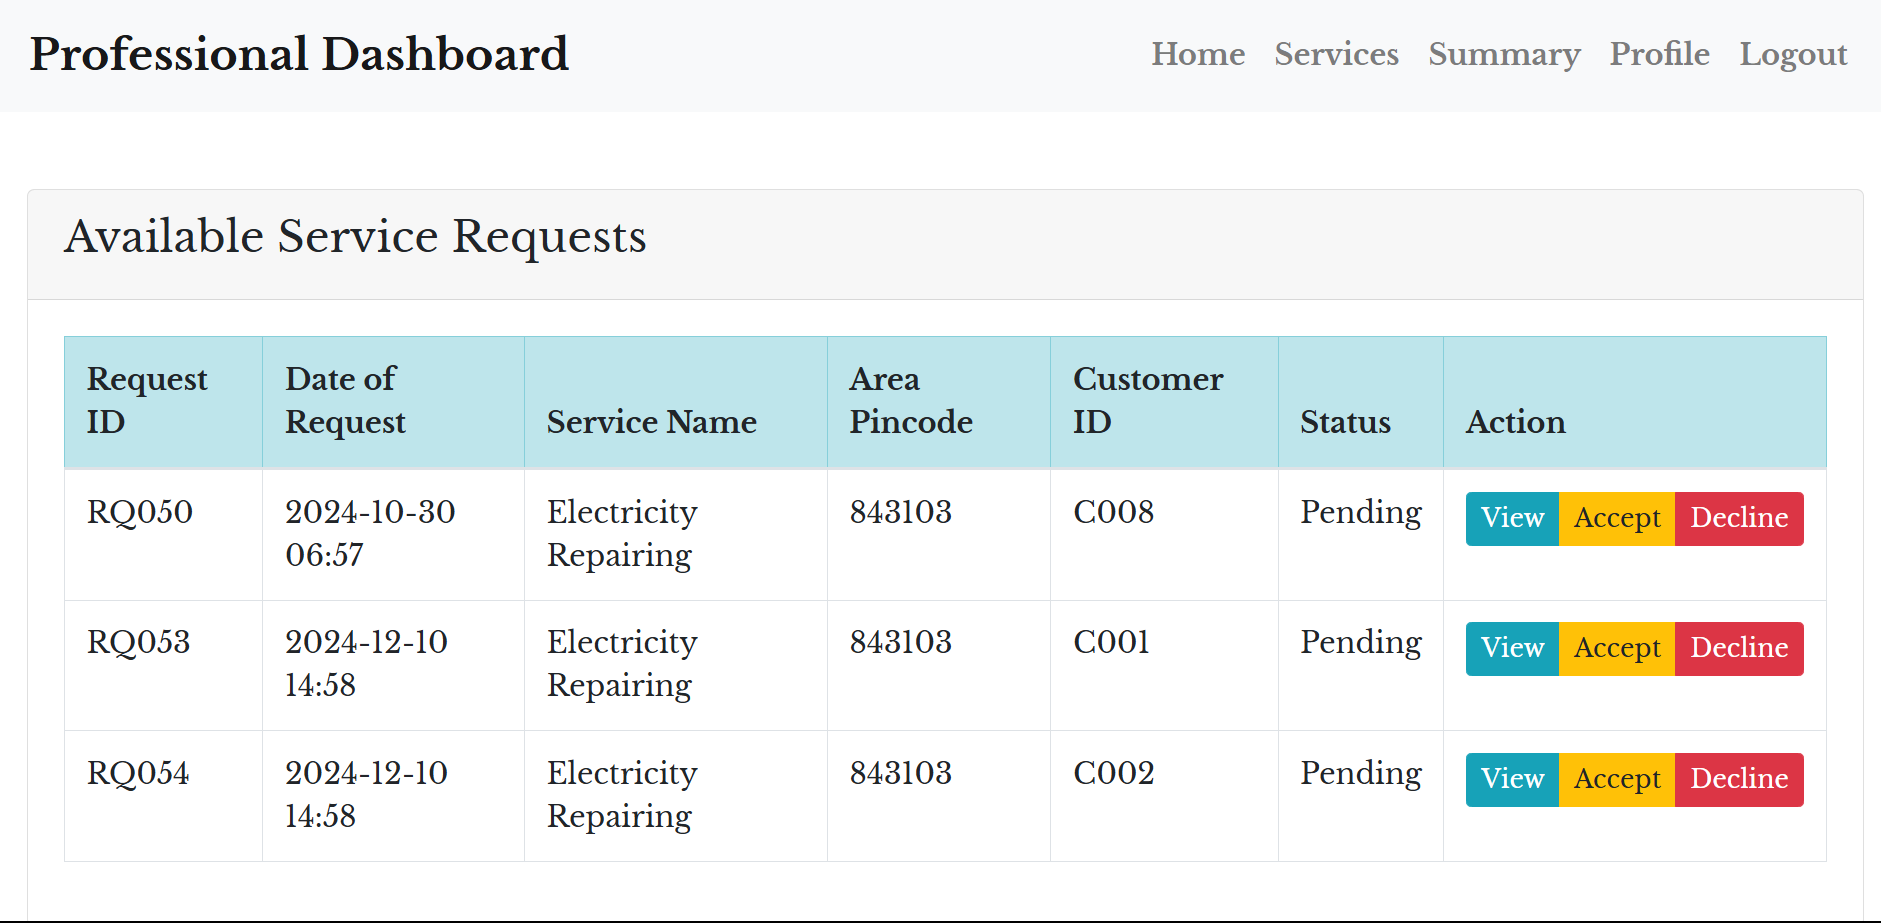 Professional Dashboard
Home Services Summary Profile Logout
Available Service Requests
Request ID Date of Request Service Name Area Pincode Customer ID Status Action
RQ050 2024-10-30 06:57 Electricity Repairing 843103 C008 Pending View Accept Decline
RQ053 2024-12-10 14:58 Electricity Repairing 843103 C001 Pending View Accept Decline
RQ054 2024-12-10 14:58 Electricity Repairing 843103 C002 Pending View Accept Decline